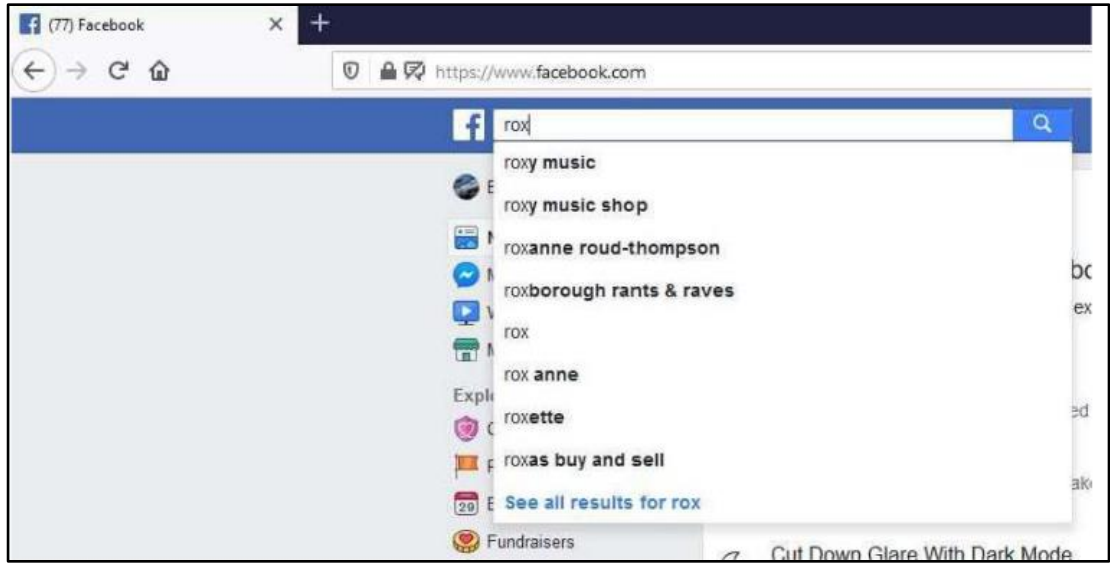 (77) Facebook
https://www.facebook.com
rox
roxy music
roxy music shop
roxanne roud-thompson
roxborough rants & raves
rox
rox anne
roxette
roxas buy and sell
See all results for rox
Expl
29
Fundraisers
Cut Down Glare With Dark Mode